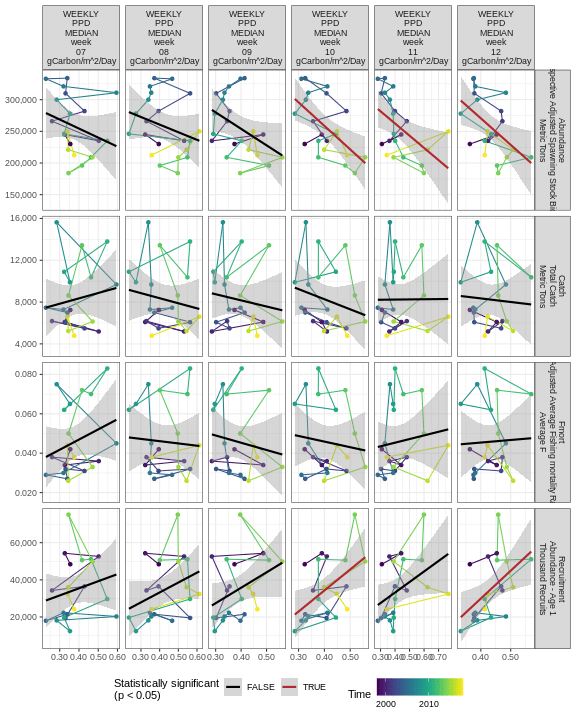 WEEKLY
PPD
MEDIAN
week
07
gCarbon/m^2/Day
WEEKLY
PPD
MEDIAN
week
08
gCarbon/m^2/Day
WEEKLY
PPD
MEDIAN
week
09
gCarbon/m^2/Day
WEEKLY
PPD
MEDIAN
week
10
gCarbon/m^2/Day
WEEKLY
PPD
MEDIAN
week
11
gCarbon/m^2/Day
WEEKLY
PPD
MEDIAN
week
12
gCarbon/m^2/Day
300,000
250,000
200,000
150,000
Abundance
Adjusted Spawning Stock
Metric Tons
16,000
12,000
8,000
4,000
Catch
Total Catch
Metric Tons
0.080
0.060
0.040
0.020
Fmort
Adjusted Average Fishing mortality
Average F
60,000
40,000
20,000
Recruitment
Abundance - Age 1
Thousand Recruits
0.30 0.40 0.50 0.60
0.30 0.40 0.50 0.60
0.30 0.40 0.50
0.30 0.40 0.50
0.30 0.40 0.50 0.60 0.70
0.40 0.50
Statistically significant
(p < 0.05)
FALSE
TRUE
Time
2000 2010